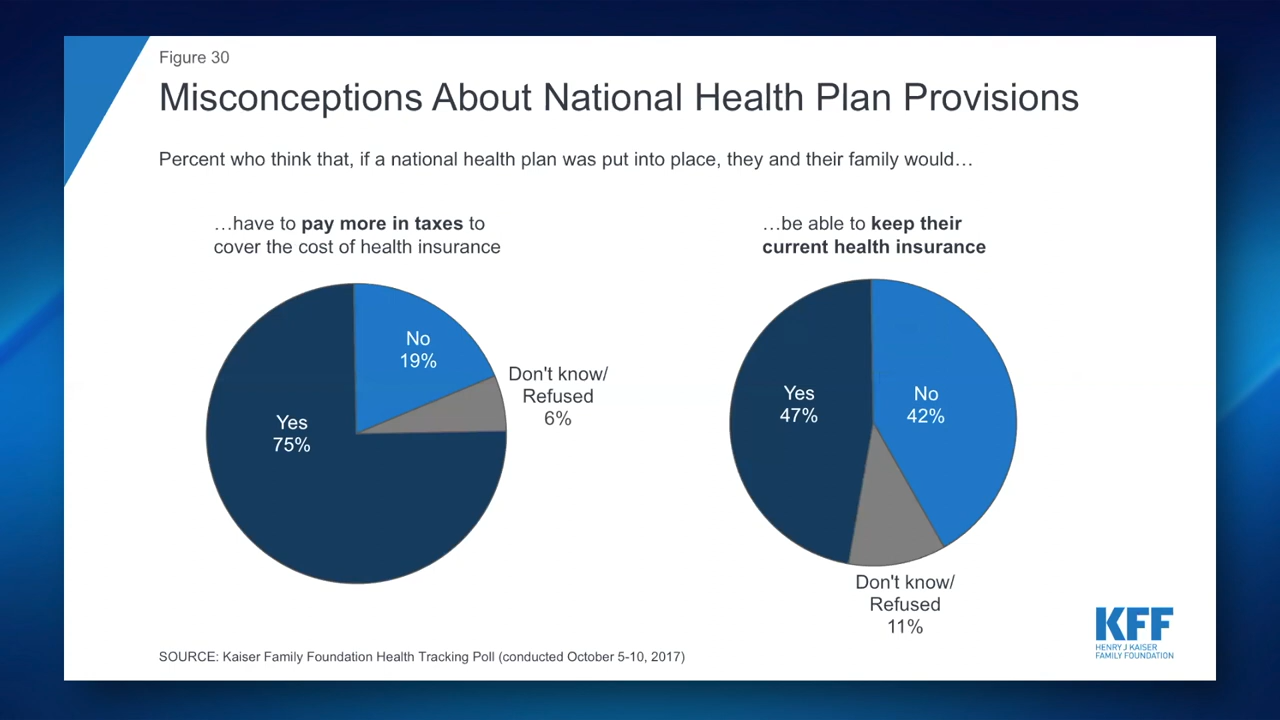 Figure 30
Misconceptions About National Health Plan Provisions
Percent who think that, if a national health plan was put into place, they and their family would…
…have to pay more in taxes to
cover the cost of health insurance
No
19%
Don't know/
Refused
6%
Yes
75%
…be able to keep their
current health insurance
Yes
47%
No
42%
Don't know/
Refused
11%
SOURCE: Kaiser Family Foundation Health Tracking Poll (conducted October 5-10, 2017)
KFF
HENRY J KAISER
FAMILY FOUNDATION